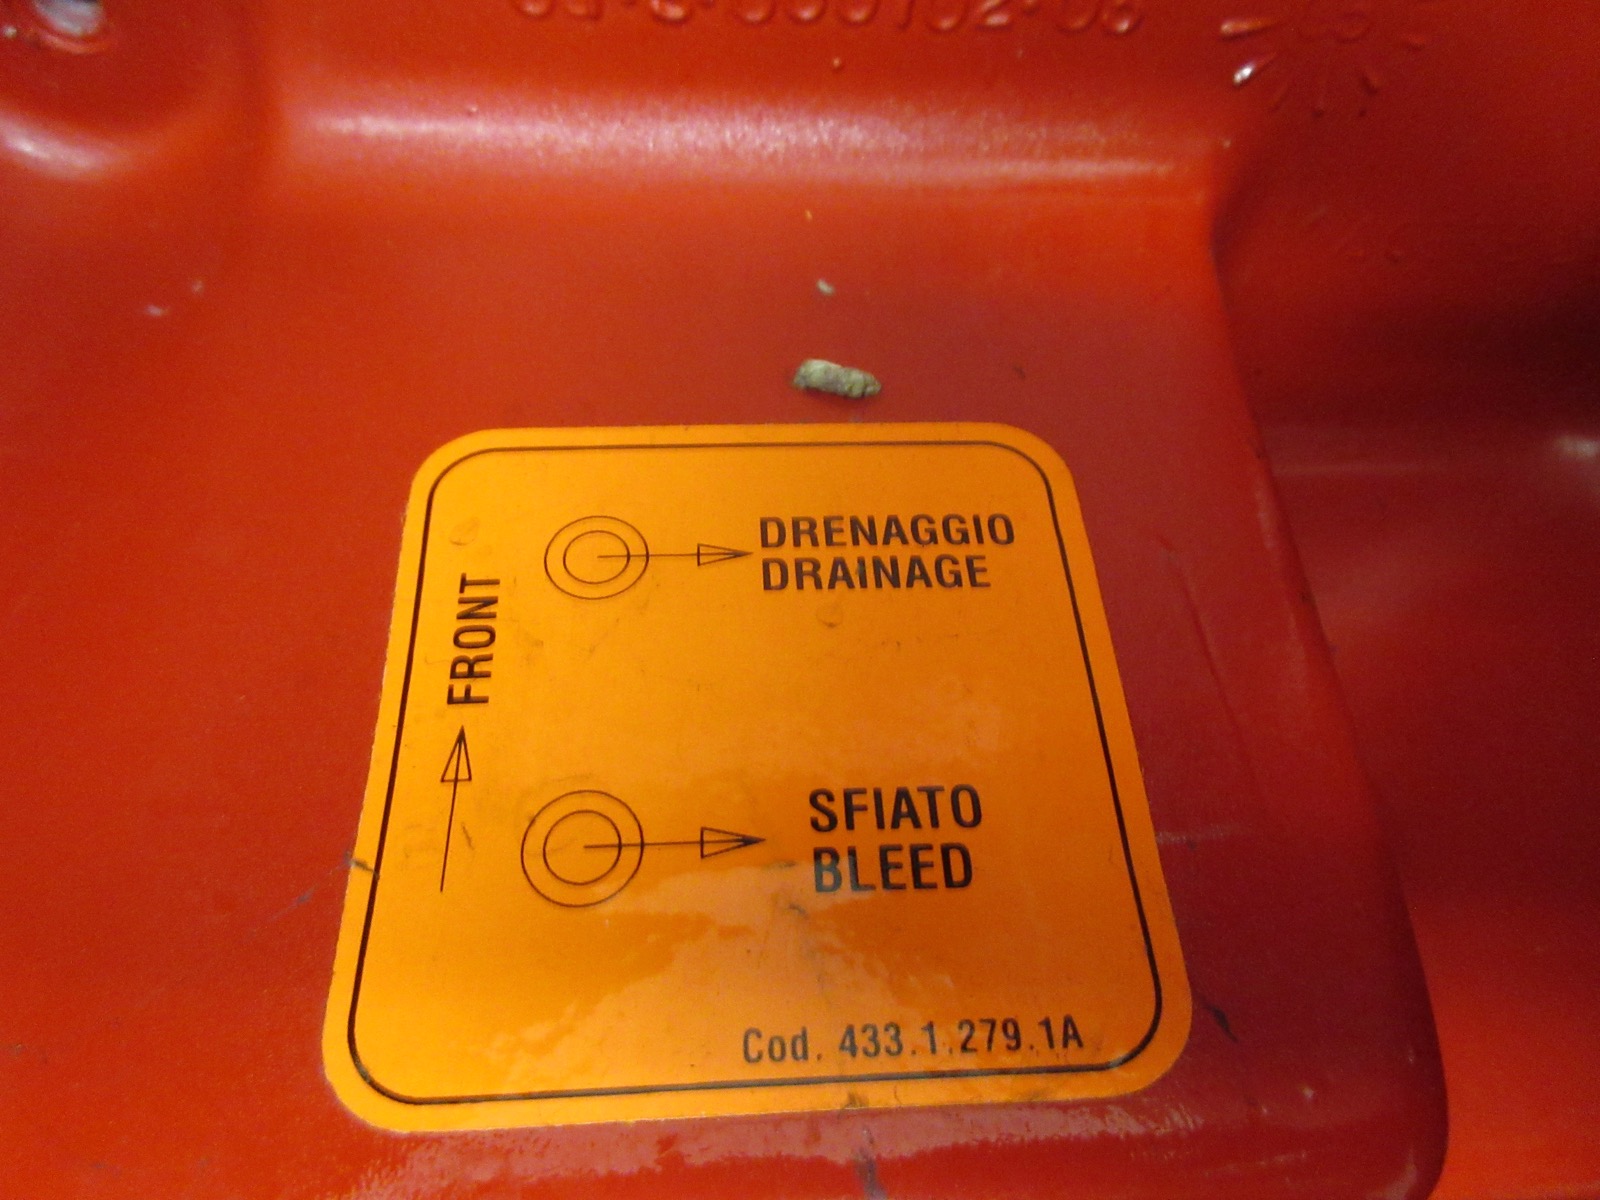 DRENAGGIO
DRAINAGE
FRONT
SFIATO
BLEED
Cod. 433.1.279.1A